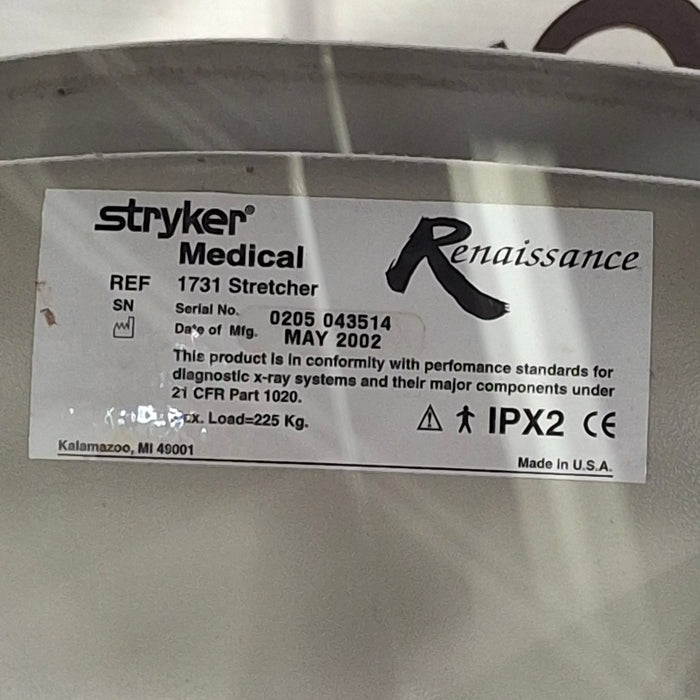 stryker®
Medical
Renaissance
REF 1731 Stretcher
SN Serial No. 0205 043514
Date of Mfg. MAY 2002
This product is in conformity with perfomance standards for
diagnostic x-ray systems and their major components under
21 CFR Part 1020.
Load=225 Kg.
IPX2 CE
Kalamazoo, MI 49001
Made in U.S.A.